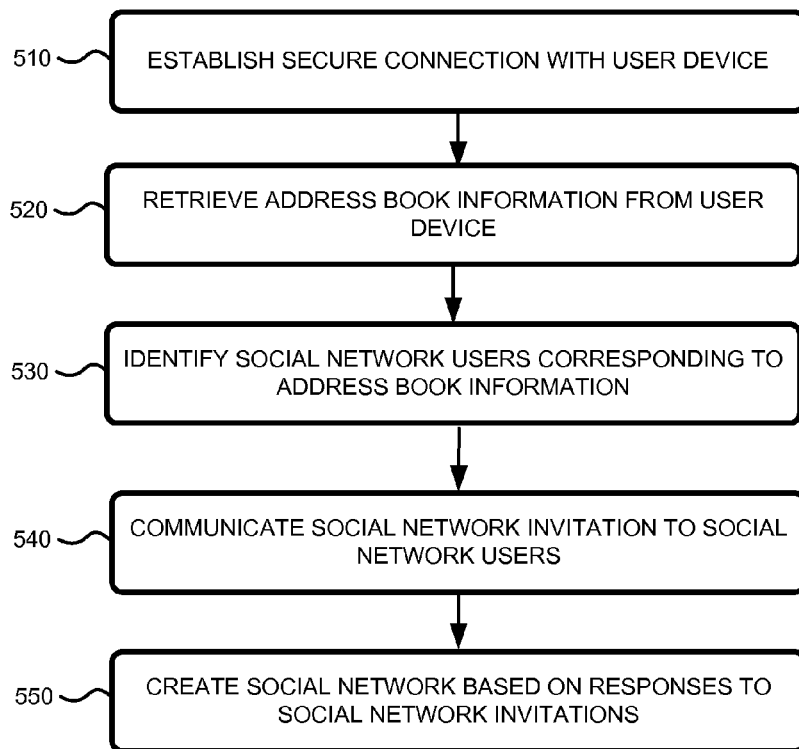 510
ESTABLISH SECURE CONNECTION WITH USER DEVICE
520
RETRIEVE ADDRESS BOOK INFORMATION FROM USER
DEVICE
530
IDENTIFY SOCIAL NETWORK USERS CORRESPONDING TO
ADDRESS BOOK INFORMATION
540
COMMUNICATE SOCIAL NETWORK INVITATION TO SOCIAL
NETWORK USERS
550
CREATE SOCIAL NETWORK BASED ON RESPONSES TO
SOCIAL NETWORK INVITATIONS